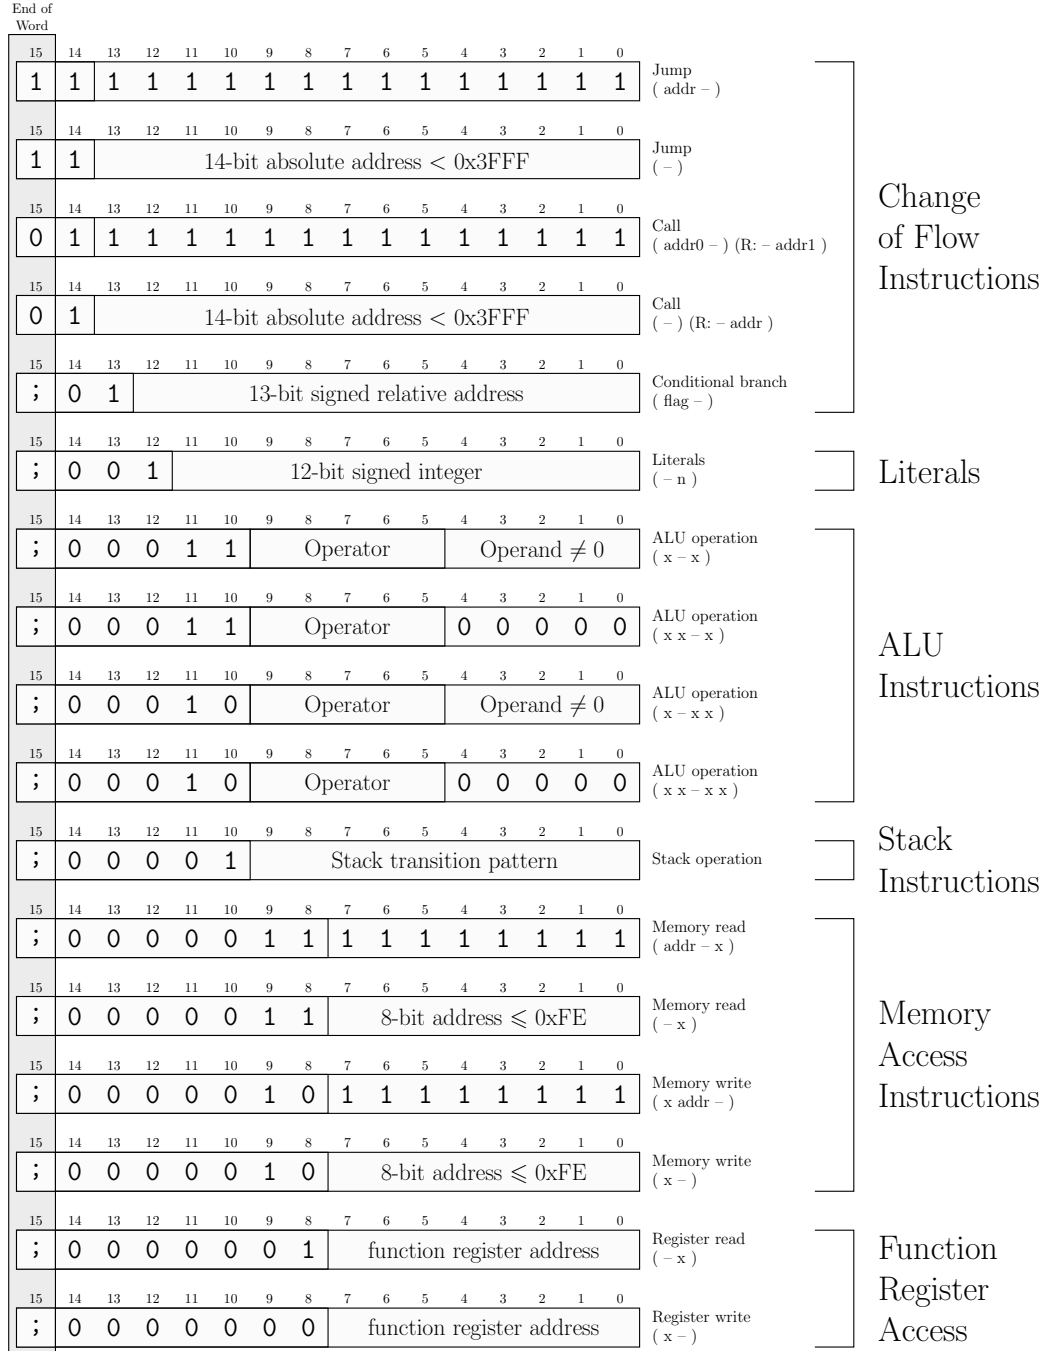 End of
Word
15 14 13 12 11 10 9 8 7 6 5 4 3 2 1 0
1 1 1 1 1 1 1 1 1 1 1 1 1 1 1 1
Jump
( addr – )
15 14 13 12 11 10 9 8 7 6 5 4 3 2 1 0
1 1 14-bit absolute address < 0x3FFF
Jump
( – )
15 14 13 12 11 10 9 8 7 6 5 4 3 2 1 0
0 1 1 1 1 1 1 1 1 1 1 1 1 1 1 1
Call
( addr0 – ) (R: – addr1 )
15 14 13 12 11 10 9 8 7 6 5 4 3 2 1 0
0 1 14-bit absolute address < 0x3FFF
Call
( – ) (R: – addr )
15 14 13 12 11 10 9 8 7 6 5 4 3 2 1 0
; 0 1 13-bit signed relative address
Conditional branch
( flag – )
Change
of Flow
Instructions
15 14 13 12 11 10 9 8 7 6 5 4 3 2 1 0
; 0 0 1 12-bit signed integer
Literals
( – n )
Literals
15 14 13 12 11 10 9 8 7 6 5 4 3 2 1 0
; 0 0 0 1 1 Operator Operand ≠ 0
ALU operation
( x – x )
15 14 13 12 11 10 9 8 7 6 5 4 3 2 1 0
; 0 0 0 1 1 Operator 0 0 0 0 0
ALU operation
( x x – x )
15 14 13 12 11 10 9 8 7 6 5 4 3 2 1 0
; 0 0 0 1 0 Operator Operand ≠ 0
ALU operation
( x – x x )
15 14 13 12 11 10 9 8 7 6 5 4 3 2 1 0
; 0 0 0 1 0 Operator 0 0 0 0 0
ALU operation
( x x – x x )
ALU
Instructions
15 14 13 12 11 10 9 8 7 6 5 4 3 2 1 0
; 0 0 0 0 1 Stack transition pattern
Stack operation
Stack
Instructions
15 14 13 12 11 10 9 8 7 6 5 4 3 2 1 0
; 0 0 0 0 0 1 1 1 1 1 1 1 1 1 1
Memory read
( addr – x )
15 14 13 12 11 10 9 8 7 6 5 4 3 2 1 0
; 0 0 0 0 0 1 1 8-bit address ⩽ 0xFE
Memory read
( – x )
15 14 13 12 11 10 9 8 7 6 5 4 3 2 1 0
; 0 0 0 0 0 1 0 1 1 1 1 1 1 1 1
Memory write
( x addr – )
15 14 13 12 11 10 9 8 7 6 5 4 3 2 1 0
; 0 0 0 0 0 1 0 8-bit address ⩽ 0xFE
Memory write
( x – )
Memory
Access
Instructions
15 14 13 12 11 10 9 8 7 6 5 4 3 2 1 0
; 0 0 0 0 0 0 1 function register address
Register read
( – x )
15 14 13 12 11 10 9 8 7 6 5 4 3 2 1 0
; 0 0 0 0 0 0 0 function register address
Register write
( x – )
Function
Register
Access